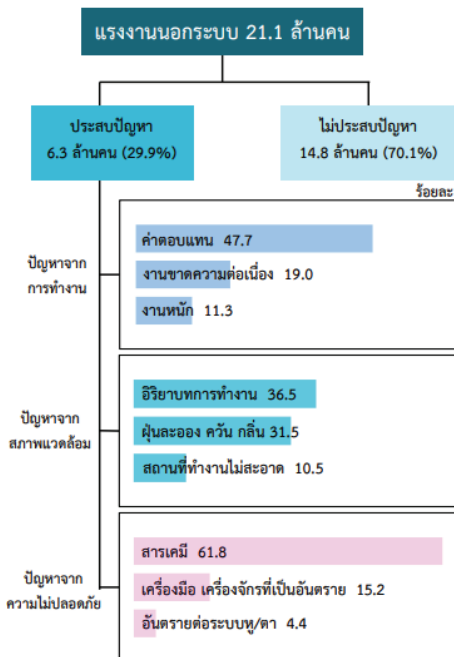 แรงงานนอกระบบ 21.1 ล้านคน
ประสบปัญหา
6.3 ล้านคน (29.9%)
ไม่ประสบปัญหา
14.8 ล้านคน (70.1%)
ร้อยละ
ปัญหาจาก
การทำงาน
ค่าตอบแทน 47.7
งานขาดความต่อเนื่อง 19.0
งานหนัก 11.3
ปัญหาจาก
สภาพแวดล้อม
อิริยาบทการทำงาน 36.5
ฝุ่นละออง ควัน กลิ่น 31.5
สถานที่ทำงานไม่สะอาด 10.5
ปัญหาจาก
ความไม่ปลอดภัย
สารเคมี 61.8
เครื่องมือ เครื่องจักรที่เป็นอันตราย 15.2
อันตรายต่อระบบหู/ตา 4.4